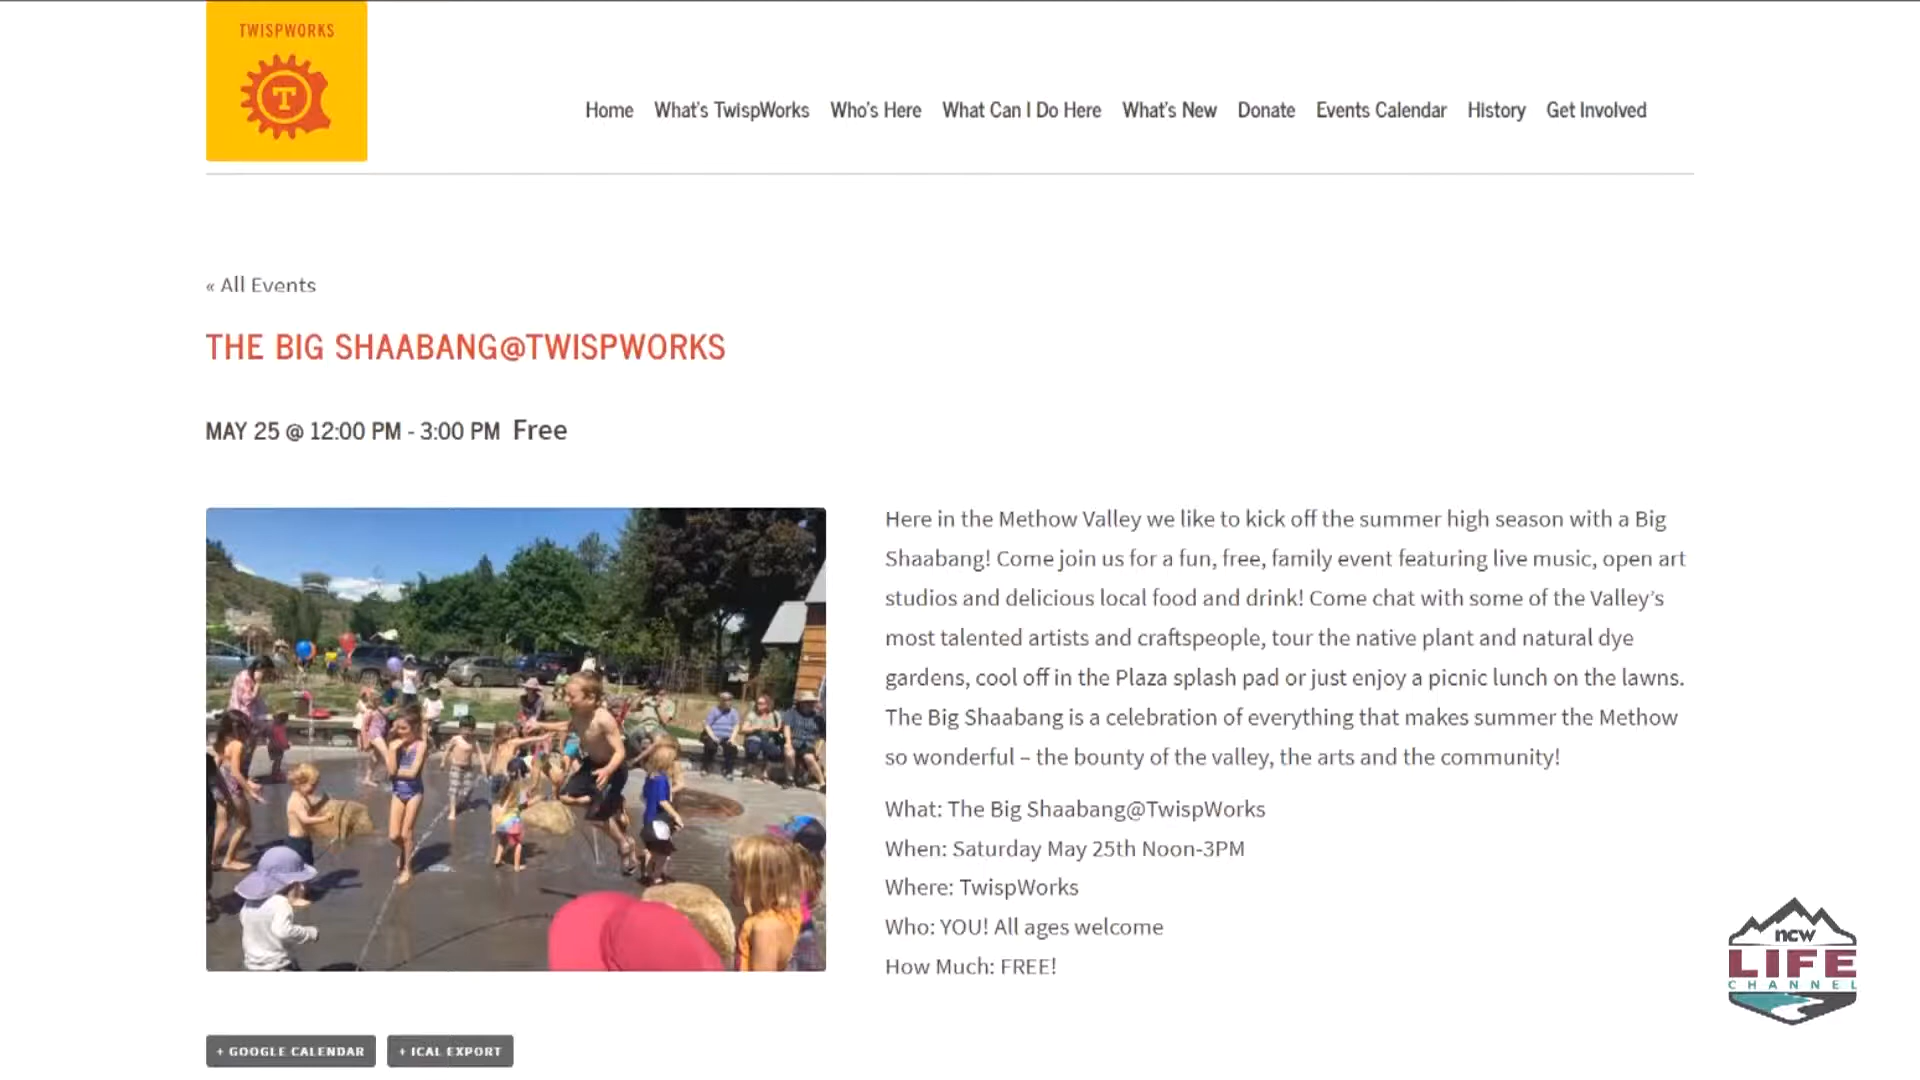 TWISPWORKS
T
Home What's TwispWorks Who's Here What Can I Do Here What's New Donate Events Calendar History Get Involved
« All Events
THE BIG SHAABANG@TWISPWORKS
MAY 25 @ 12:00 PM - 3:00 PM Free
Here in the Methow Valley we like to kick off the summer high season with a Big
Shaabang! Come join us for a fun, free, family event featuring live music, open art
studios and delicious local food and drink! Come chat with some of the Valley's
most talented artists and craftspeople, tour the native plant and natural dye
gardens, cool off in the Plaza splash pad or just enjoy a picnic lunch on the lawns.
The Big Shaabang is a celebration of everything that makes summer the Methow
so wonderful – the bounty of the valley, the arts and the community!
What: The Big Shaabang@TwispWorks
When: Saturday May 25th Noon-3PM
Where: TwispWorks
Who: YOU! All ages welcome
How Much: FREE!
+ GOOGLE CALENDAR + ICAL EXPORT
ncw
LIFE
CHANNEL